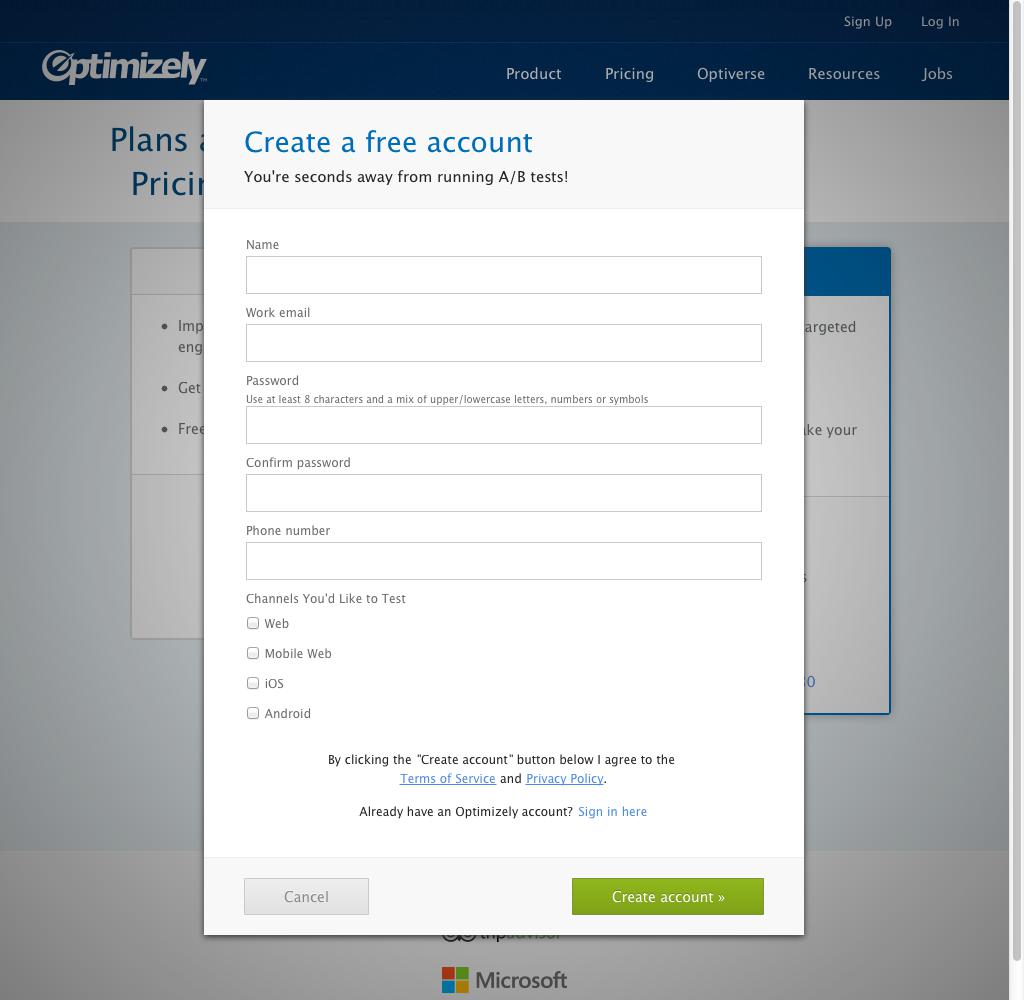 Sign Up Log In
Optimizely™
Product Pricing Optiverse Resources Jobs
Plans
Pricin
Create a free account
You're seconds away from running A/B tests!
Name
Work email
Imp
argeted
eng
Password
Get
Use at least 8 characters and a mix of upper/lowercase letters, numbers or symbols
Free
ake your
Confirm password
Phone number
Channels You'd Like to Test
Web
Mobile Web
iOS
Android
By clicking the "Create account" button below I agree to the
Terms of Service and Privacy Policy.
Already have an Optimizely account? Sign in here
Cancel
Create account »
tripadvisor
Microsoft